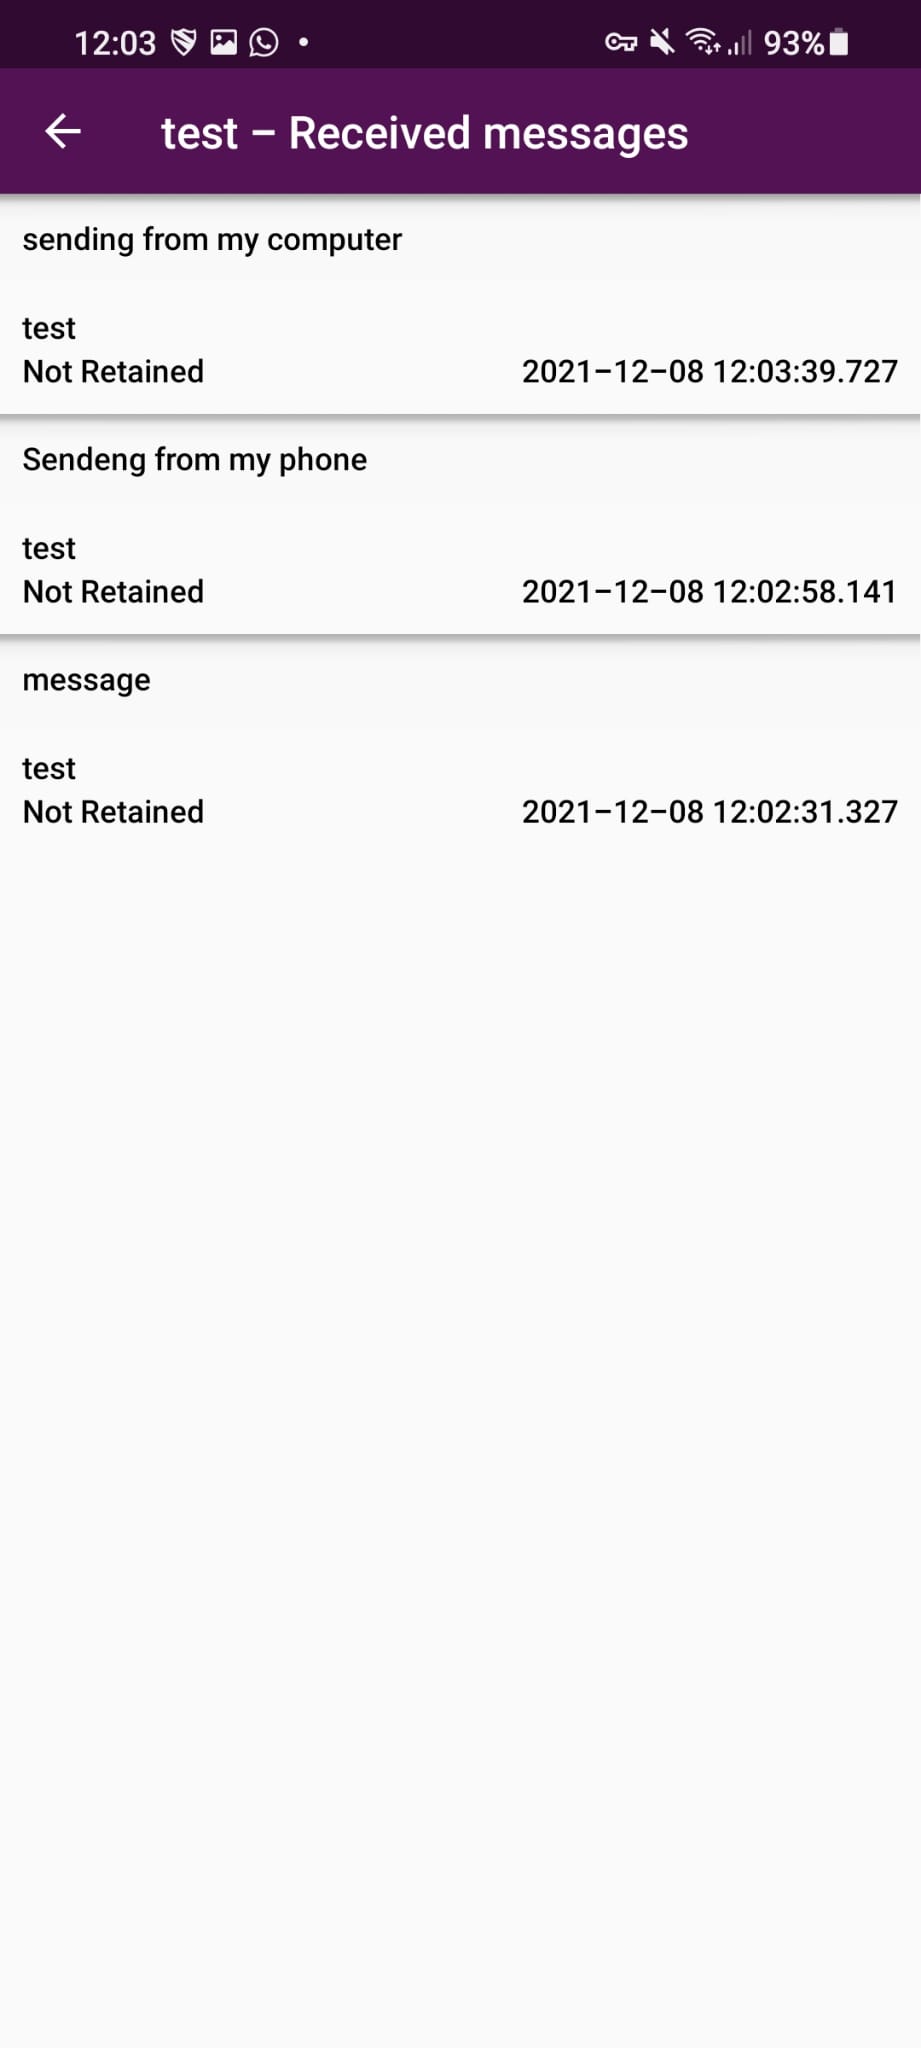 12:03 93%
test – Received messages
sending from my computer
test
Not Retained 2021-12-08 12:03:39.727
Sendeng from my phone
test
Not Retained 2021-12-08 12:02:58.141
message
test
Not Retained 2021-12-08 12:02:31.327